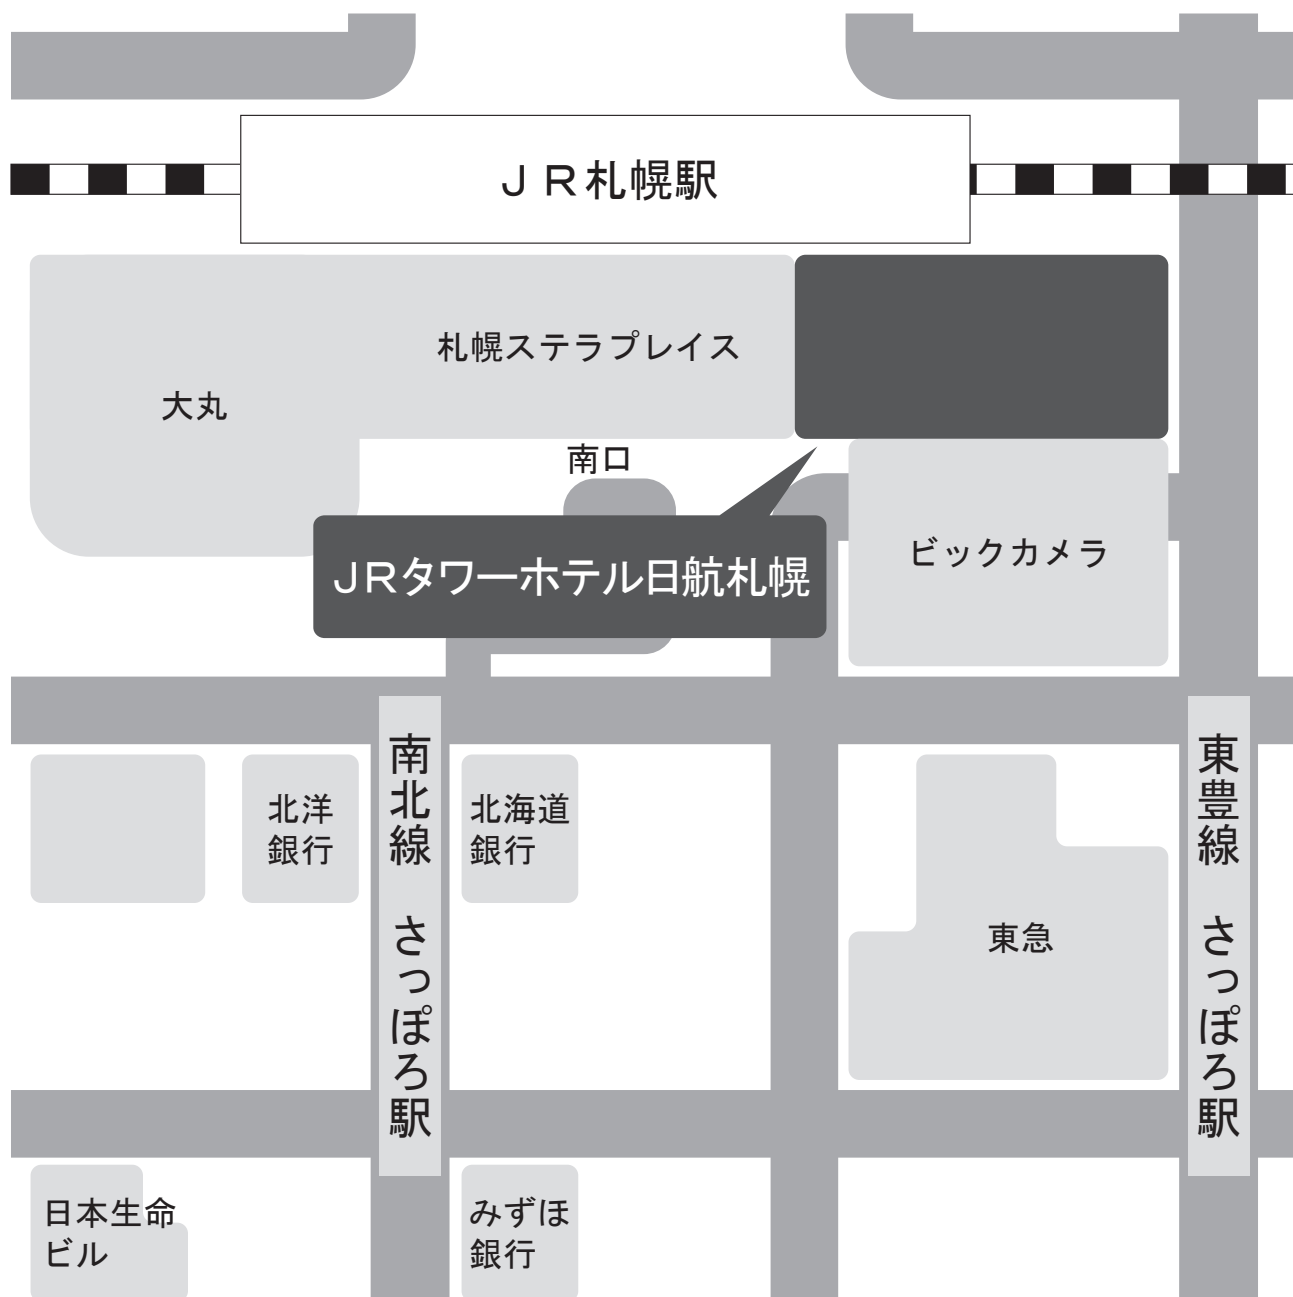 JR札幌駅
札幌ステラプレイス
大丸
南口
JRタワーホテル日航札幌
ビックカメラ
南北線 さっぽろ駅
東豊線 さっぽろ駅
北洋
銀行
北海道
銀行
東急
日本生命
ビル
みずほ
銀行